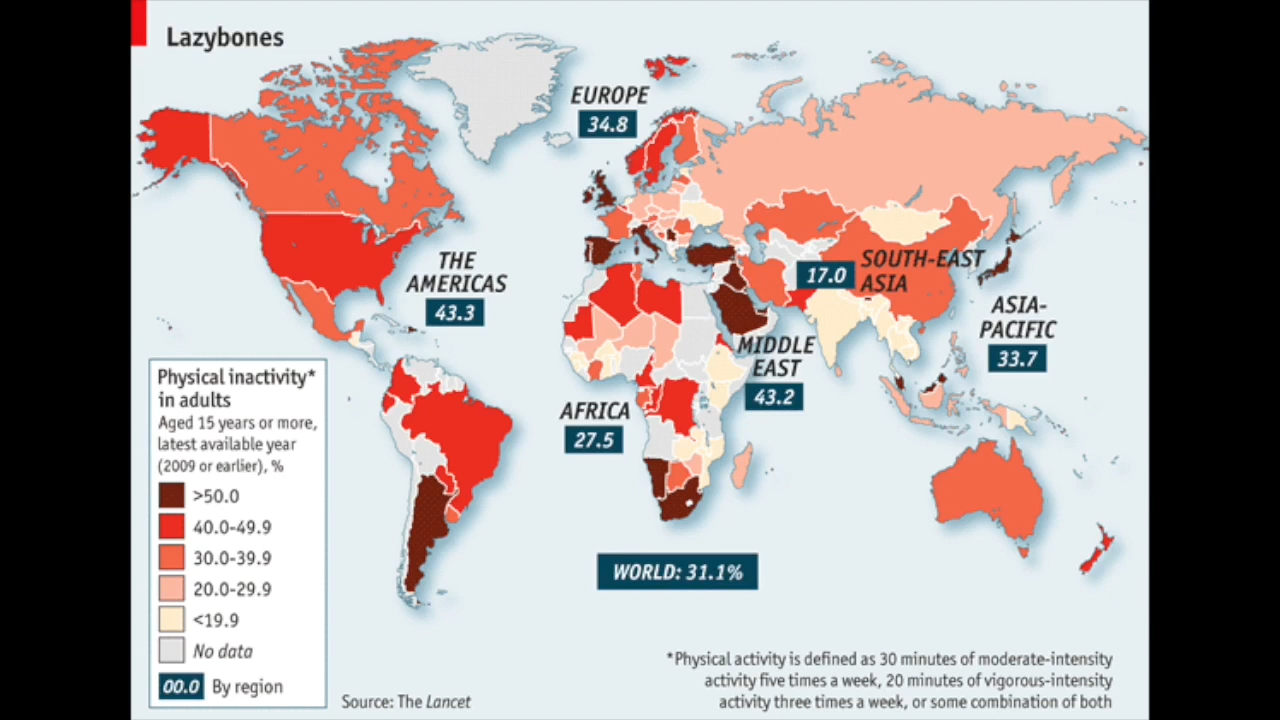 Lazybones
EUROPE
34.8
THE
AMERICAS
43.3
17.0
SOUTH-EAST
ASIA
ASIA-
PACIFIC
33.7
MIDDLE
EAST
43.2
AFRICA
27.5
WORLD: 31.1%
Physical inactivity*
in adults
Aged 15 years or more,
latest available year
(2009 or earlier), %
>50.0
40.0-49.9
30.0-39.9
20.0-29.9
<19.9
No data
00.0 By region
Source: The Lancet
*Physical activity is defined as 30 minutes of moderate-intensity
activity five times a week, 20 minutes of vigorous-intensity
activity three times a week, or some combination of both